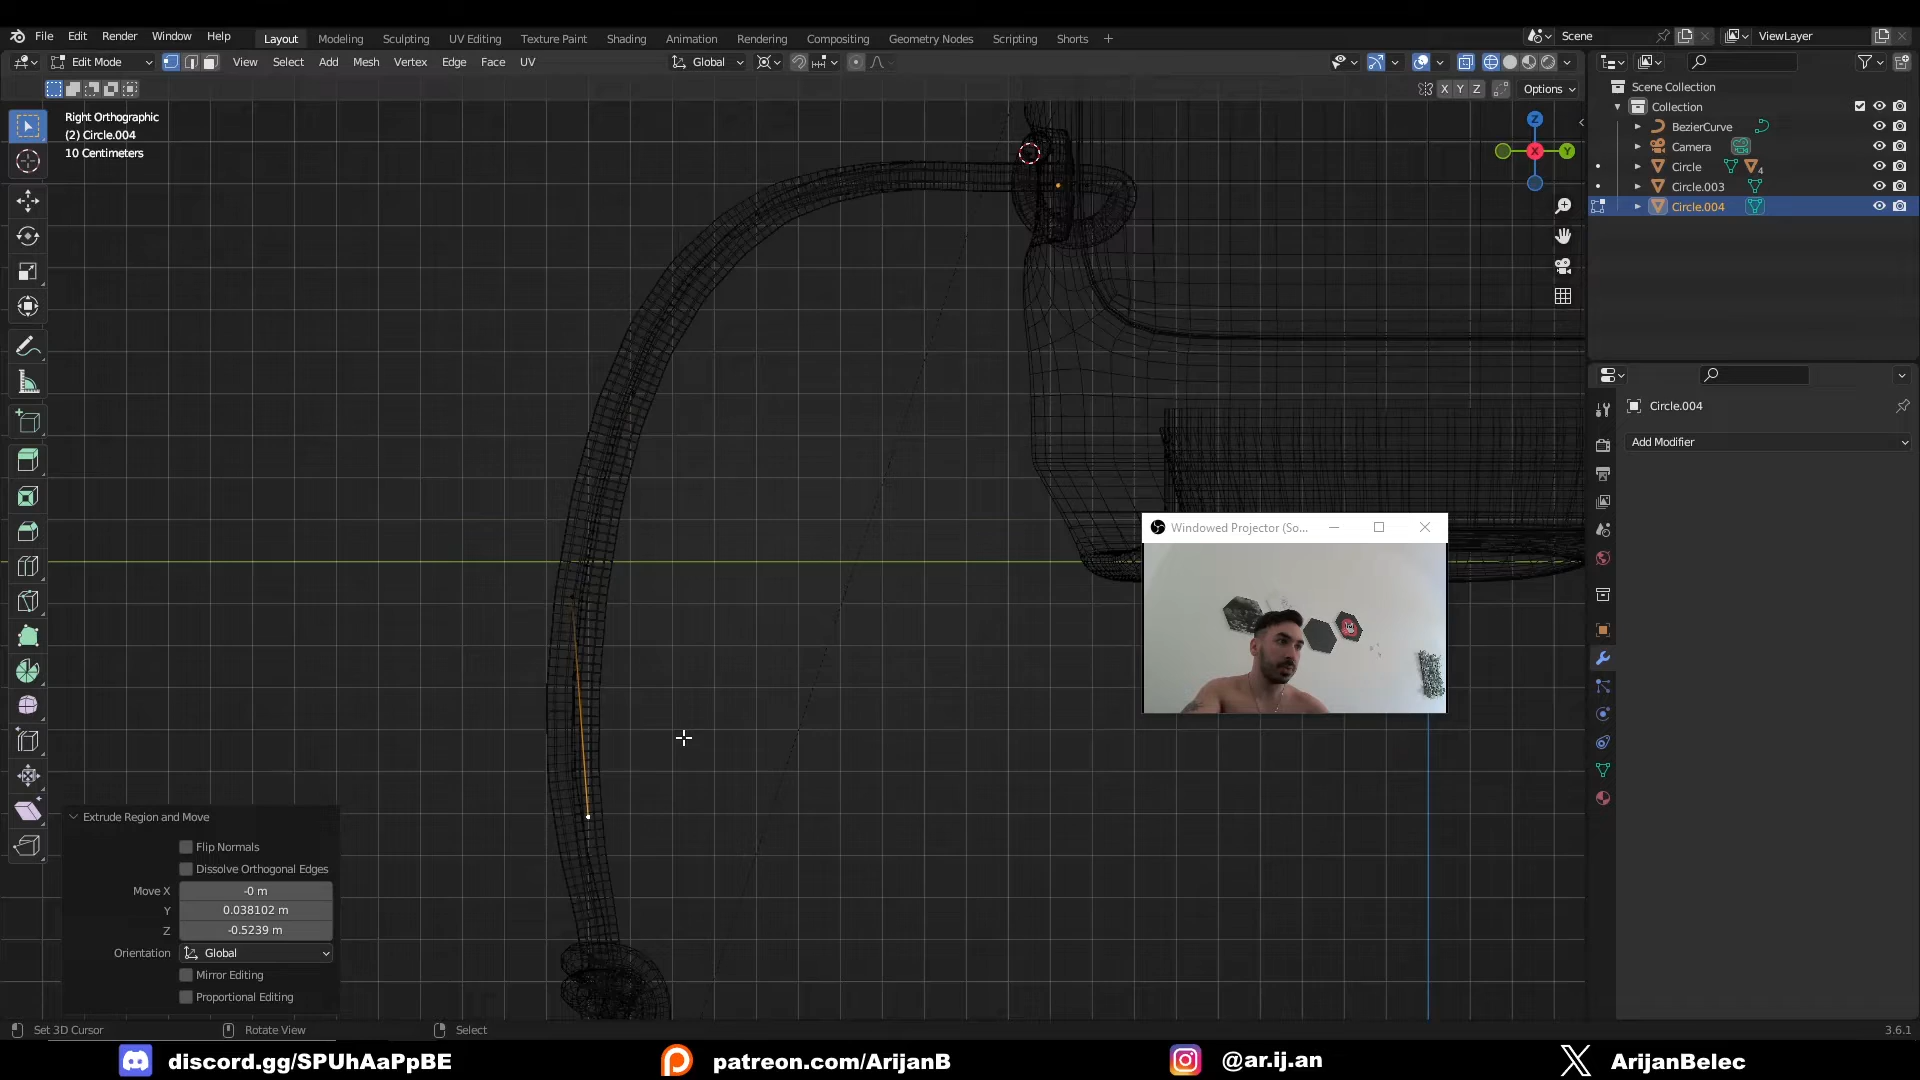 File Edit Render Window Help
Layout Modeling Sculpting UV Editing Texture Paint Shading Animation Rendering Compositing Geometry Nodes Scripting Shorts +
Scene
ViewLayer
Edit Mode View Select Add Mesh Vertex Edge Face UV
Global
X Y Z Options
Right Orthographic
(2) Circle.004
10 Centimeters
Z
X
Y
Scene Collection
Collection
BezierCurve
Camera
Circle
4
Circle.003
Circle.004
Circle.004
Add Modifier
Windowed Projector (So...
Extrude Region and Move
Flip Normals
Dissolve Orthogonal Edges
Move X -0 m
Y 0.038102 m
Z -0.5239 m
Orientation Global
Mirror Editing
Proportional Editing
Set 3D Cursor Rotate View Select
3.6.1
discord.gg/SPUhAaPpBE patreon.com/ArijanB @ar.ij.an ArijanBelec